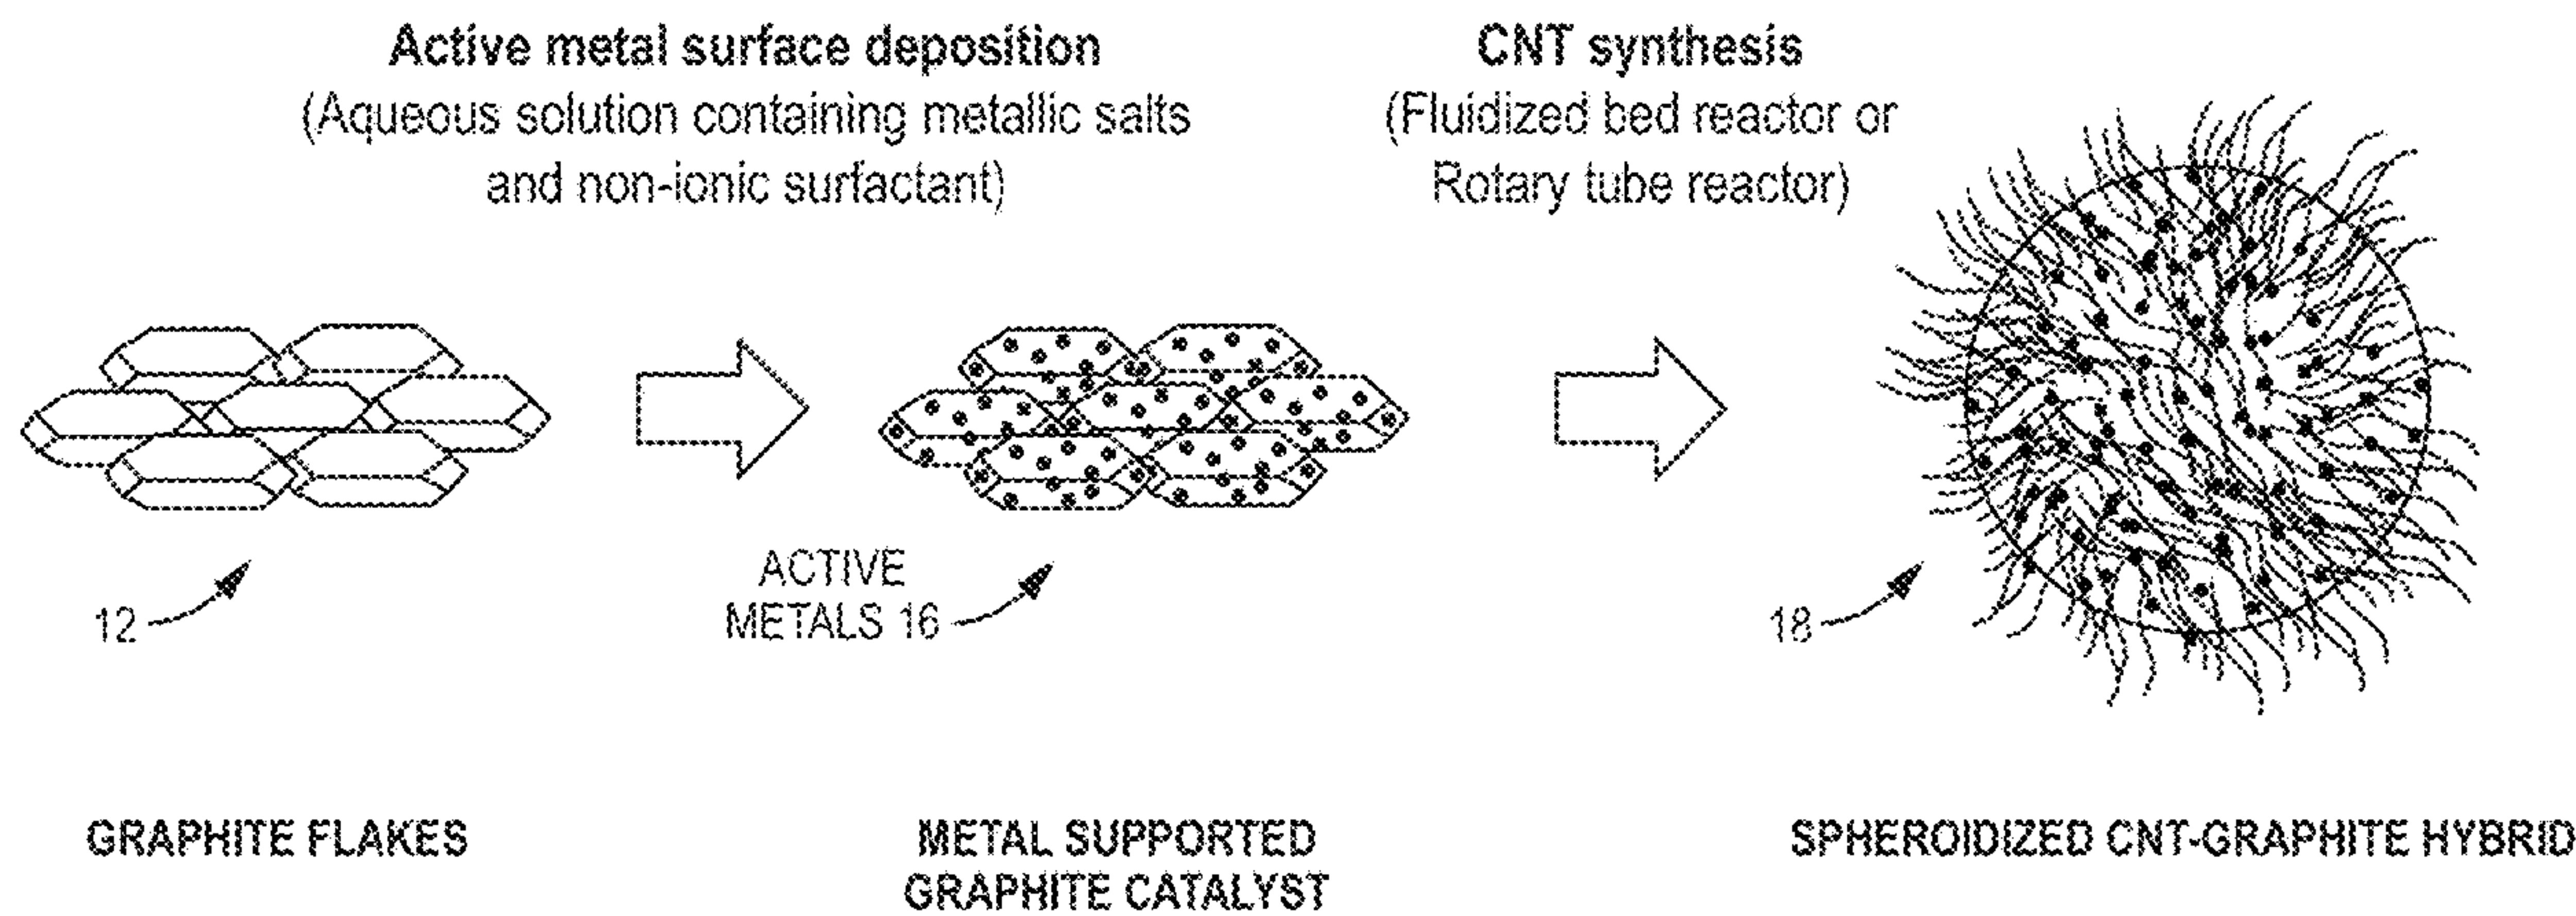 Active metal surface deposition
(Aqueous solution containing metallic salts
and non-ionic surfactant)
CNT synthesis
(Fluidized bed reactor or
Rotary tube reactor)
12
ACTIVE
METALS 16
18
GRAPHITE FLAKES
METAL SUPPORTED
GRAPHITE CATALYST
SPHEROIDIZED CNT-GRAPHITE HYBRID